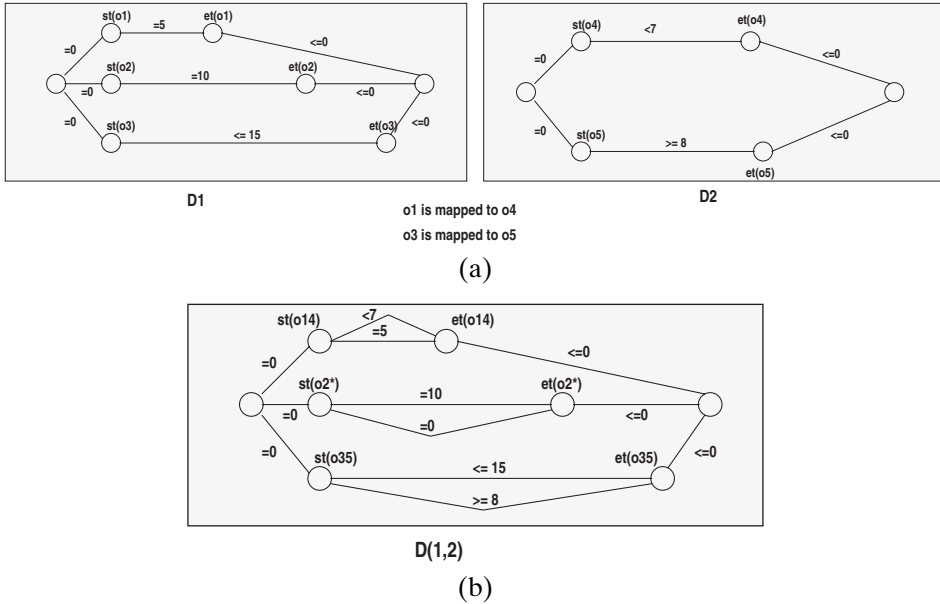 st(o1)
=5
et(o1)
=0
<=0
st(o2)
=10
et(o2)
=0
<=0
=0
st(o3)
<= 15
et(o3)
<=0
D1
st(o4)
<7
et(o4)
=0
<=0
=0
st(o5)
>= 8
<=0
et(o5)
D2
o1 is mapped to o4
o3 is mapped to o5
(a)
st(o14)
<7
et(o14)
=5
=0
<=0
st(o2*)
=10
et(o2*)
=0
=0
<=0
=0
st(o35)
<= 15
et(o35)
<=0
>= 8
D(1,2)
(b)